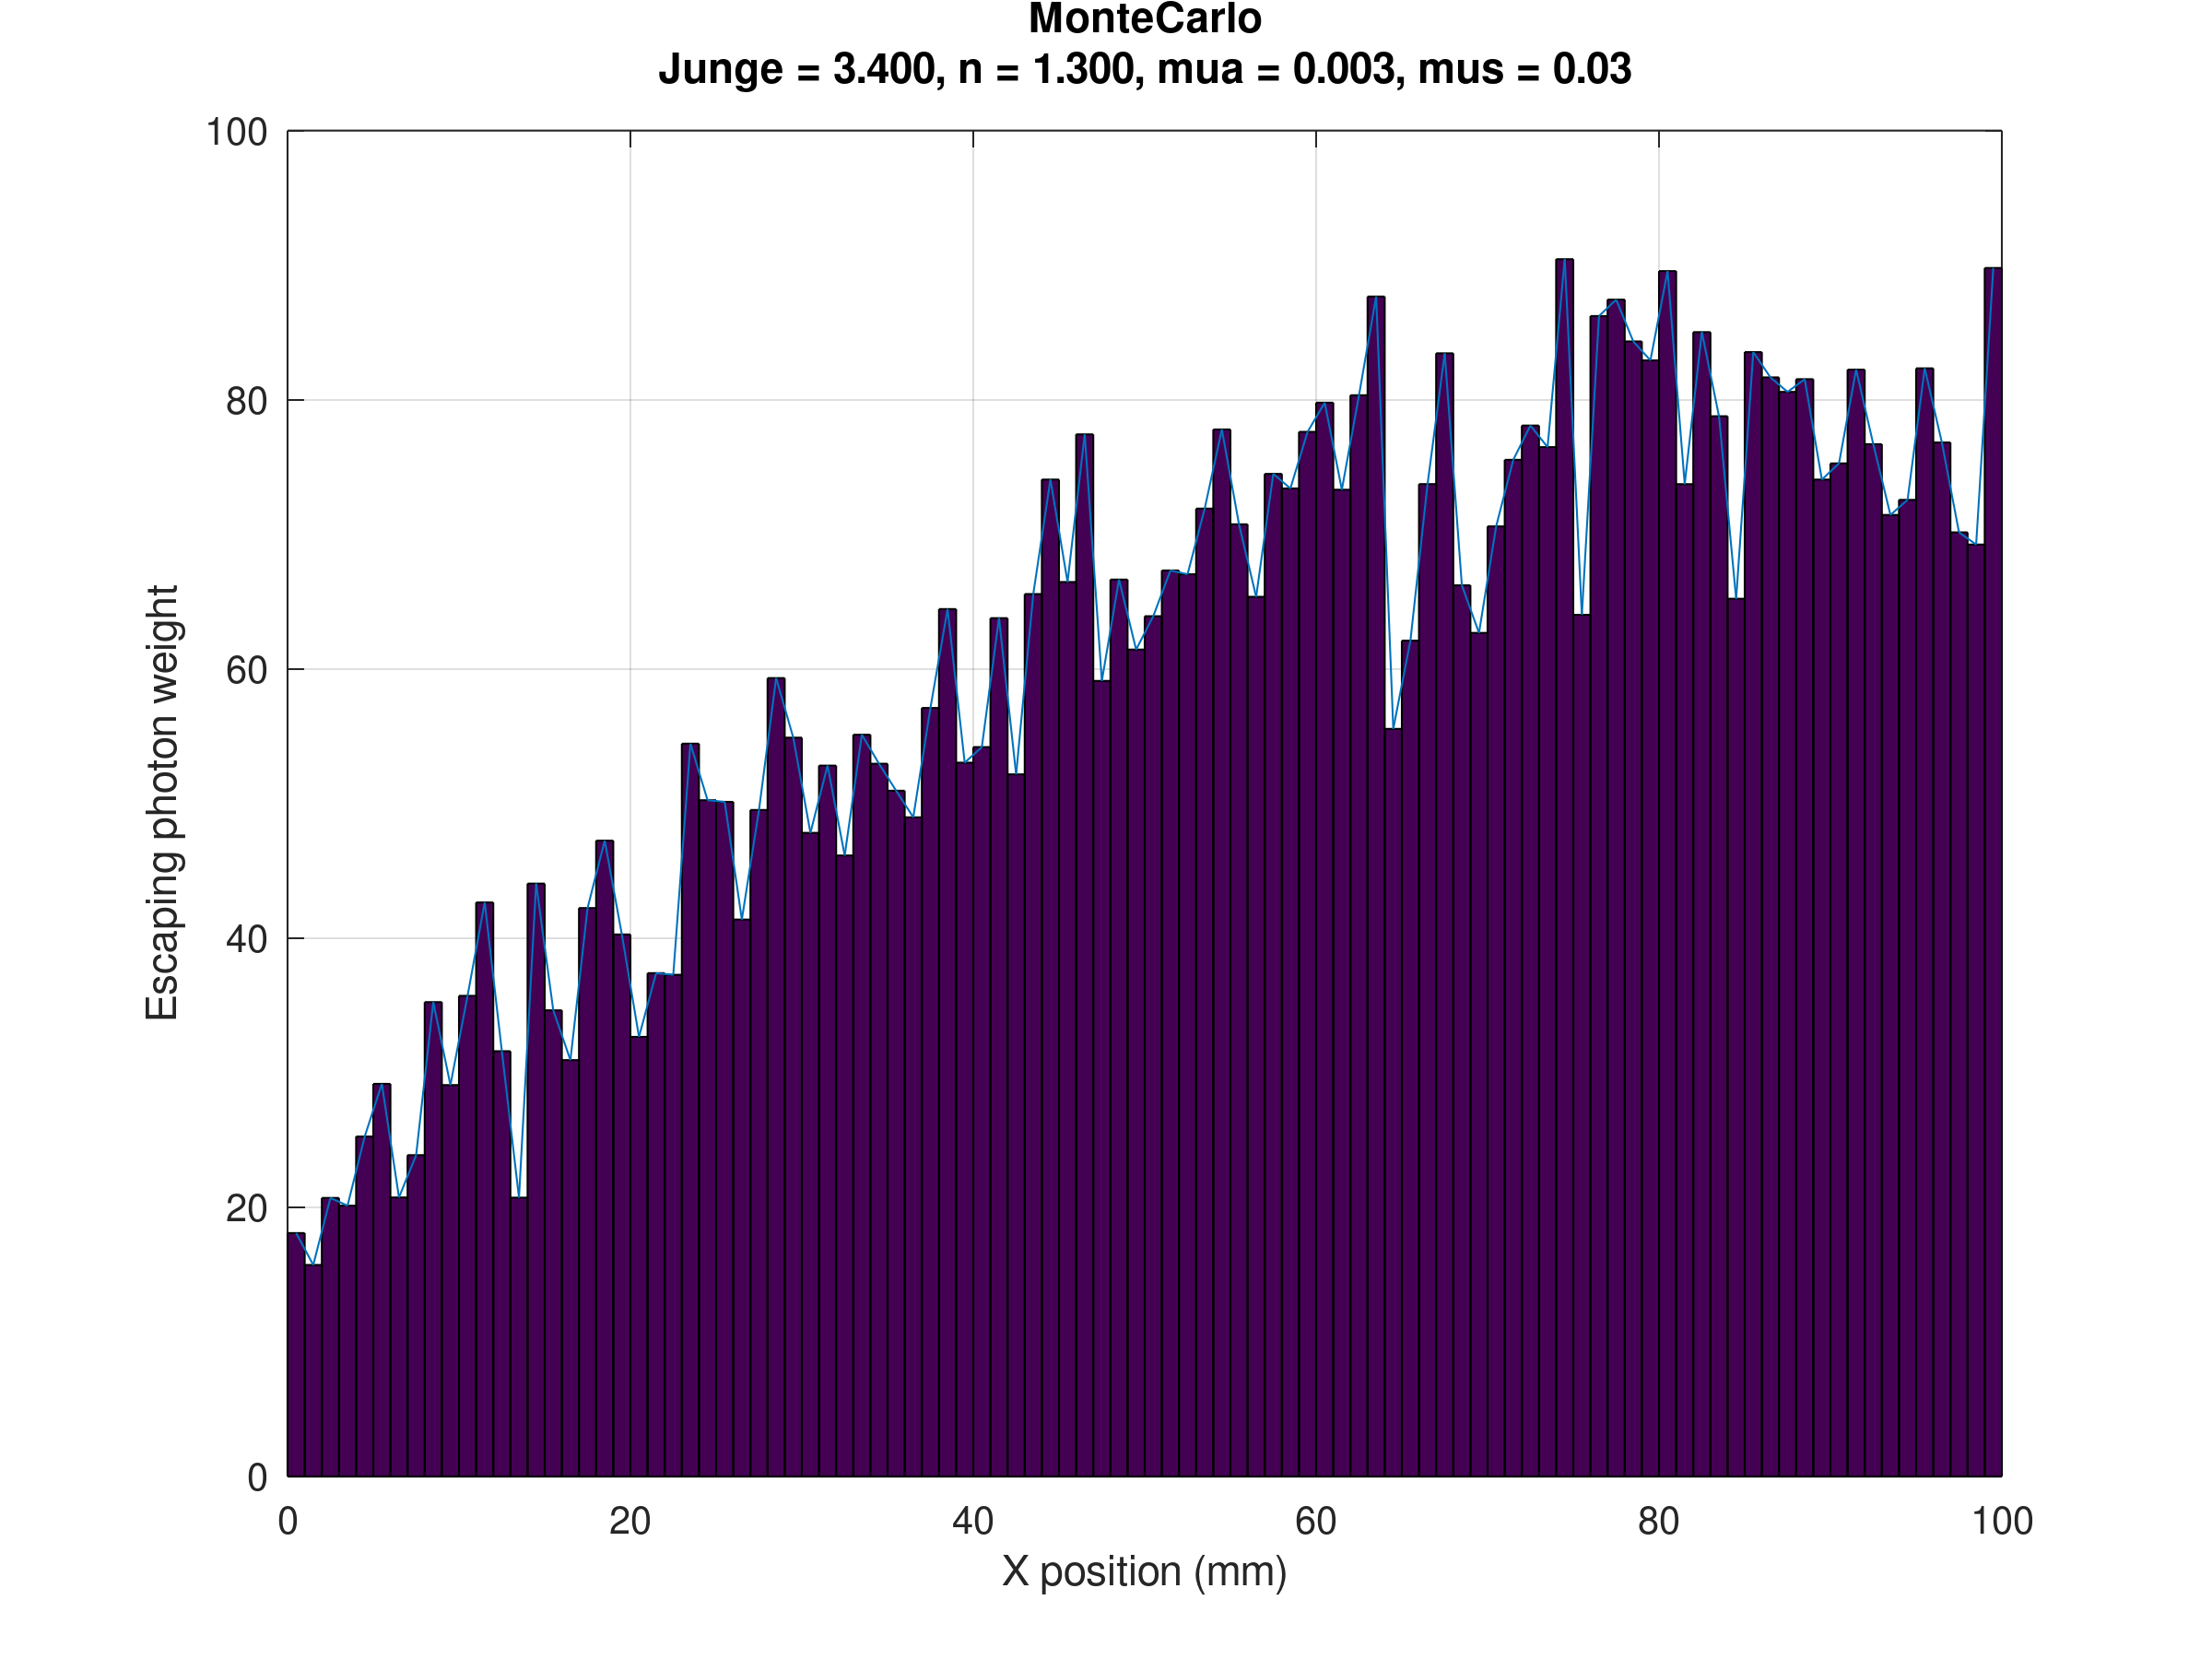 MonteCarlo
Junge = 3.400, n = 1.300, mua = 0.003, mus = 0.03
100
80
60
40
20
0
Escaping photon weight
0 20 40 60 80 100
X position (mm)